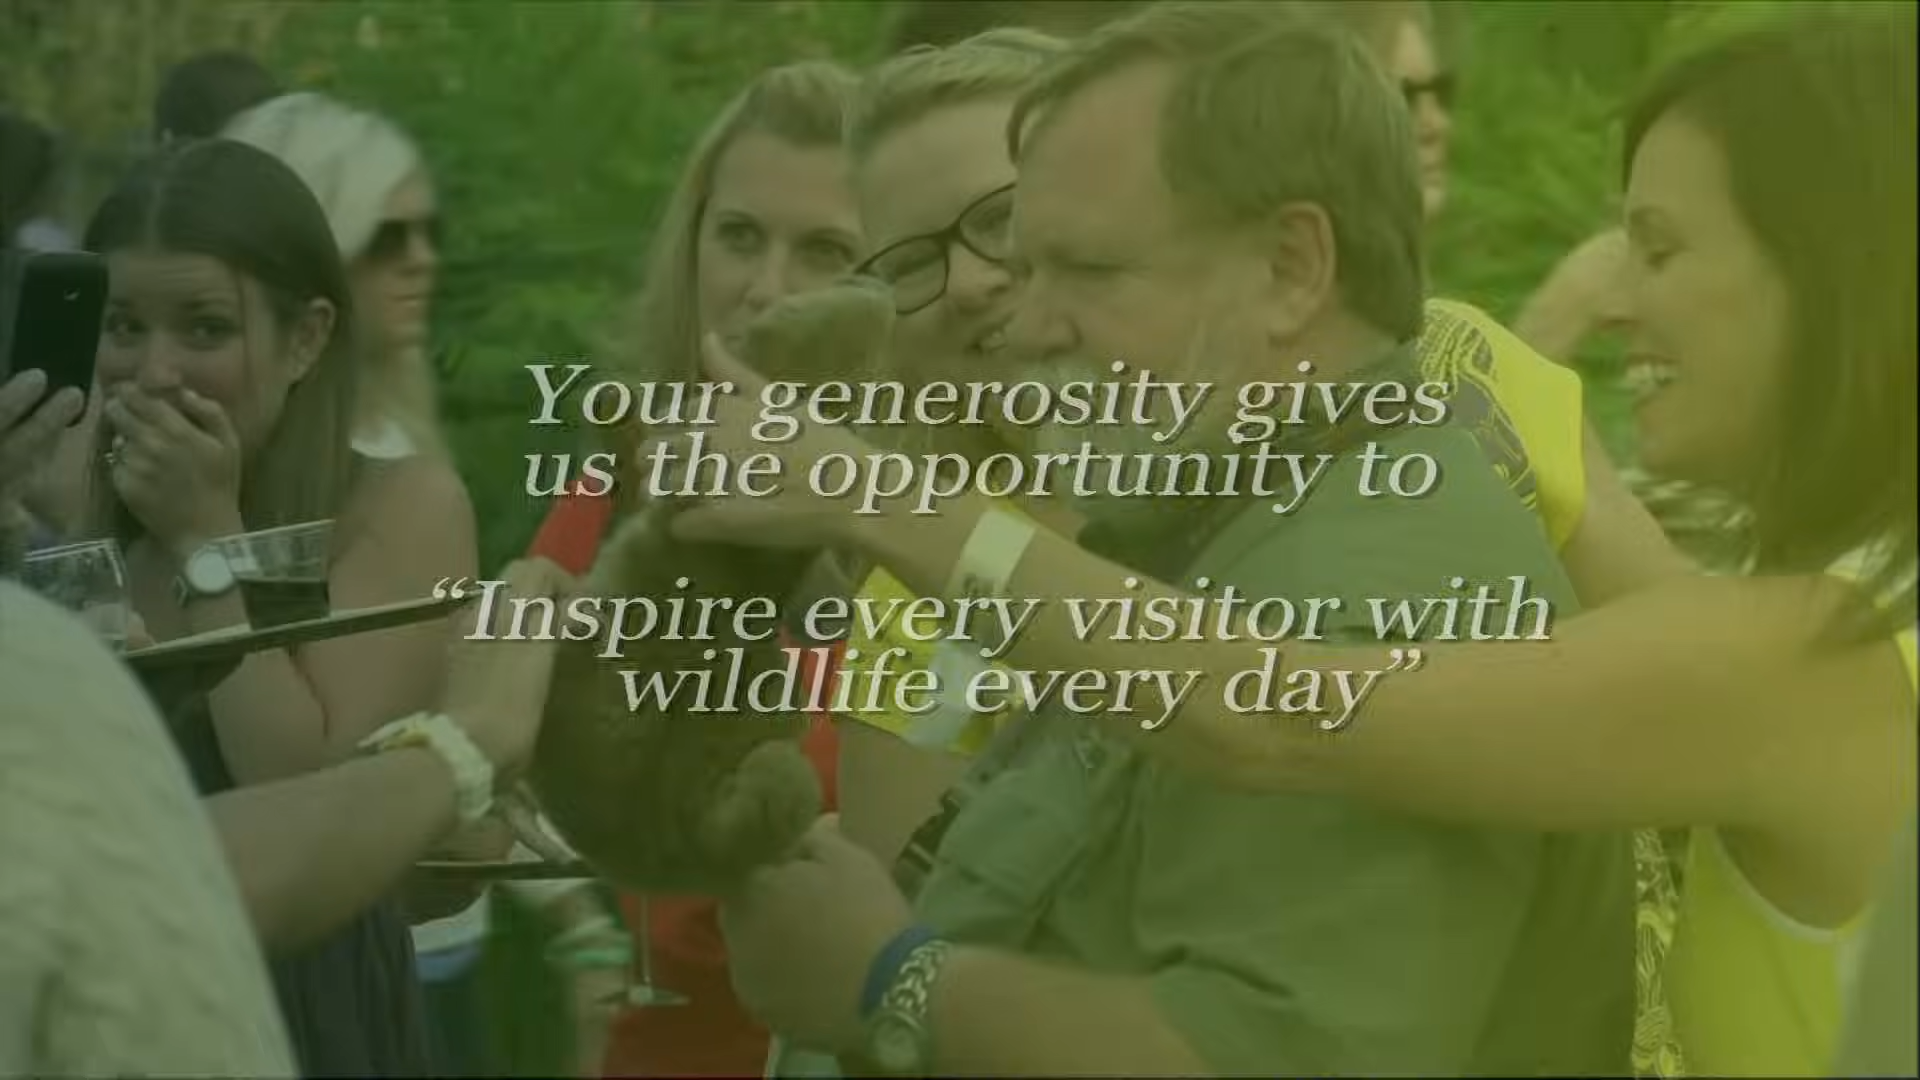 Your generosity gives
us the opportunity to
“Inspire every visitor with
wildlife every day”